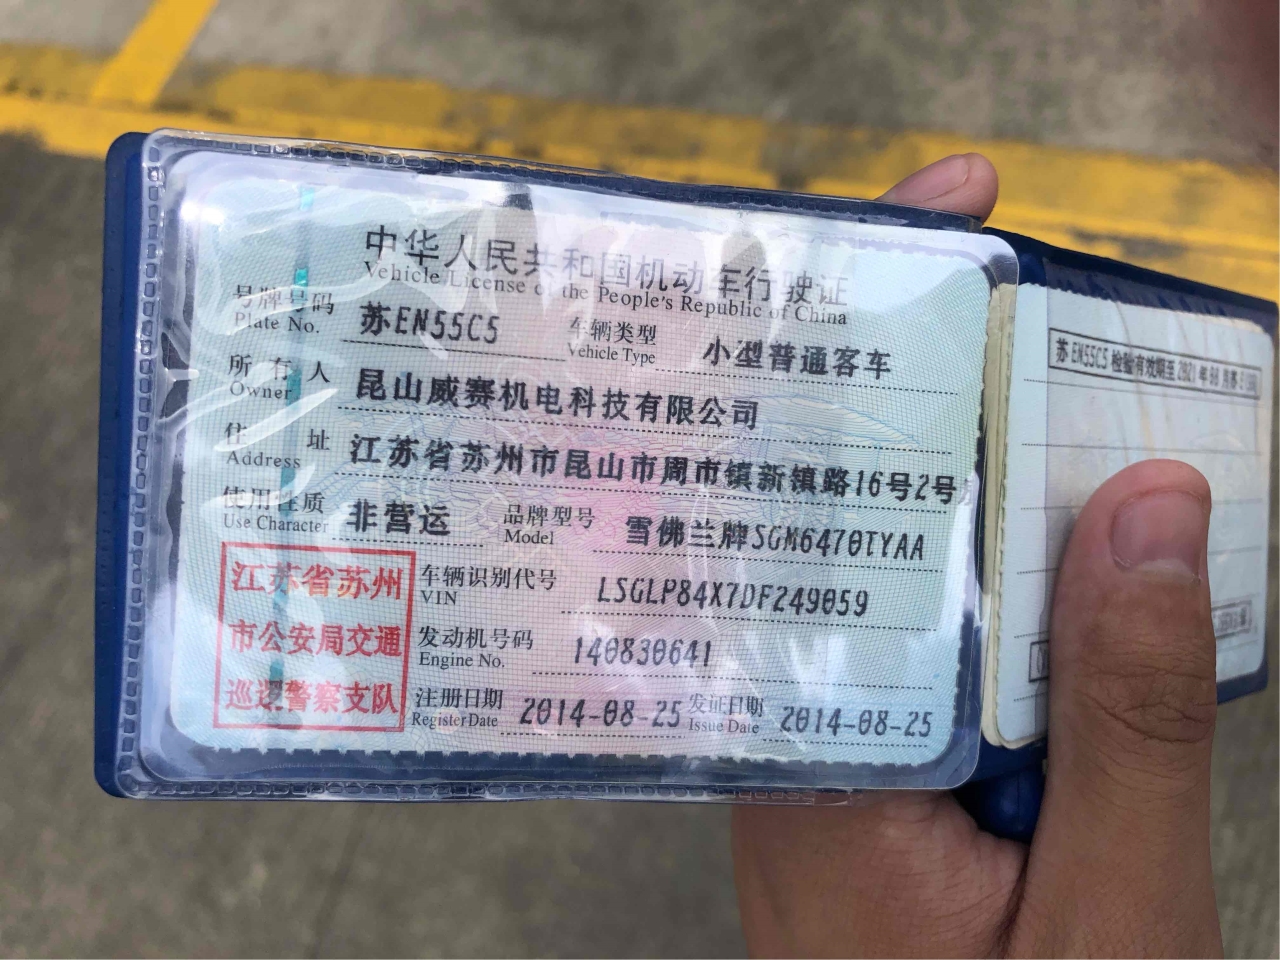 中华人民共和国机动车行驶证
Vehicle License of the People's Republic of China
号牌号码 苏EN55C5 车辆类型 小型普通客车
Plate No. Vehicle Type
所有人 昆山威赛机电科技有限公司
Owner
住址 江苏省苏州市昆山市周市镇新镇路16号2号
Address
使用性质 非营运 品牌型号 雪佛兰牌SGM6470TYAA
Use Character Model
江苏省苏州
市公安局交通
巡逻警察支队
车辆识别代号 LSGLP84X7DF249059
VIN
发动机号码 140830641
Engine No.
注册日期 2014-08-25 发证日期 2014-08-25
Register Date Issue Date
苏EN55C5 检验有效期至2021年08月